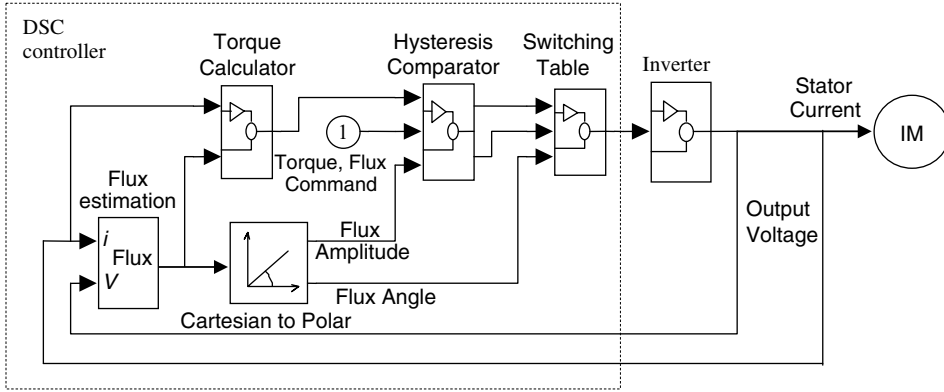 DSC
controller
Torque
Calculator
Hysteresis
Comparator
Switching
Table
Inverter
Stator
Current
IM
1
Torque, Flux
Command
Flux
estimation
i
Flux
V
Flux
Amplitude
Flux Angle
Cartesian to Polar
Output
Voltage